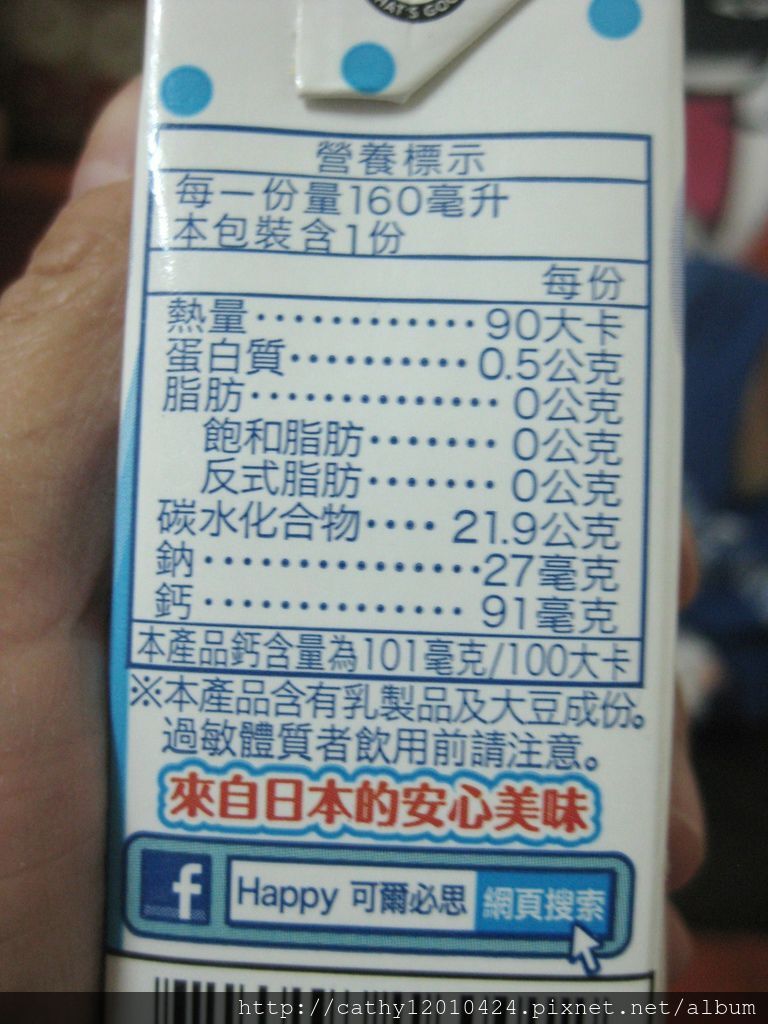 THAT'S GOO
營養標示
每一份量160毫升
本包裝含1份
每份
熱量············90大卡
蛋白質··········0.5公克
脂肪··············0公克
飽和脂肪·······0公克
反式脂肪·······0公克
碳水化合物····21.9公克
鈉···············27毫克
鈣··············91毫克
本產品鈣含量為101毫克/100大卡
※本產品含有乳製品及大豆成份。
過敏體質者飲用前請注意。
來自日本的安心美味
f Happy 可爾必思 網頁搜索
http://cathy12010424.pixnet.net/album